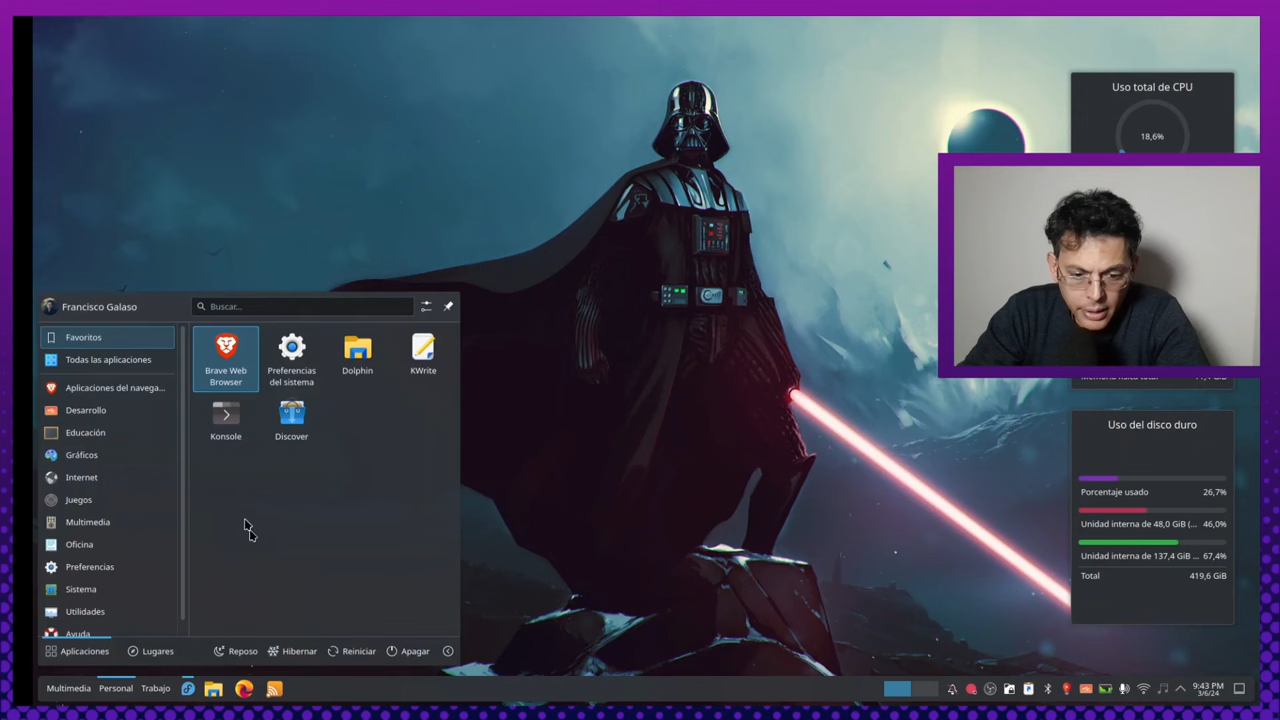 Uso total de CPU
18,6%
Francisco Galaso
Buscar...
Favoritos
Todas las aplicaciones
Aplicaciones del navega...
Desarrollo
Educación
Gráficos
Internet
Juegos
Multimedia
Oficina
Preferencias
Sistema
Utilidades
Ayuda
Brave Web
Browser
Preferencias
del sistema
Dolphin
KWrite
Konsole
Discover
Uso del disco duro
Porcentaje usado 26,7%
Unidad interna de 48,0 GiB (... 46,0%
Unidad interna de 137,4 GiB ... 67,4%
Total 419,6 GiB
Aplicaciones Lugares Reposo Hibernar Reiniciar Apagar
Multimedia Personal Trabajo
9:43 PM
3/6/24